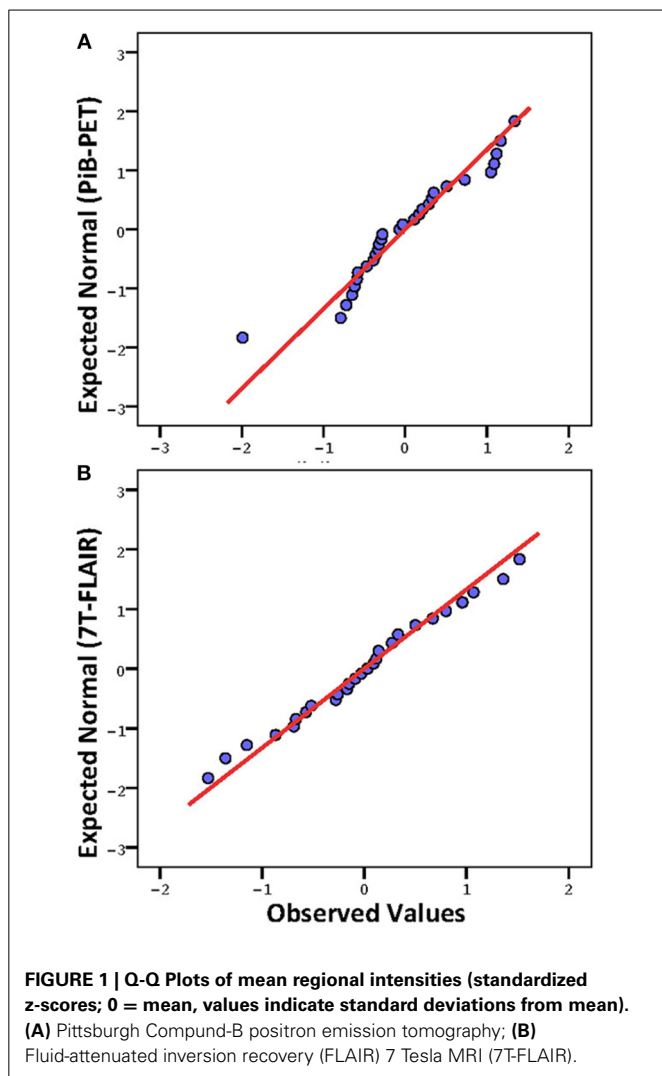 A
Expected Normal (PiB-PET)
3
2
1
0
−1
−2
−3
−3 −2 −1 0 1 2
B
Expected Normal (7T-FLAIR)
3
2
1
0
−1
−2
−3
−2 −1 0 1 2
Observed Values
FIGURE 1 | Q-Q Plots of mean regional intensities (standardized
z-scores; 0 = mean, values indicate standard deviations from mean).
(A) Pittsburgh Compund-B positron emission tomography; (B)
Fluid-attenuated inversion recovery (FLAIR) 7 Tesla MRI (7T-FLAIR).